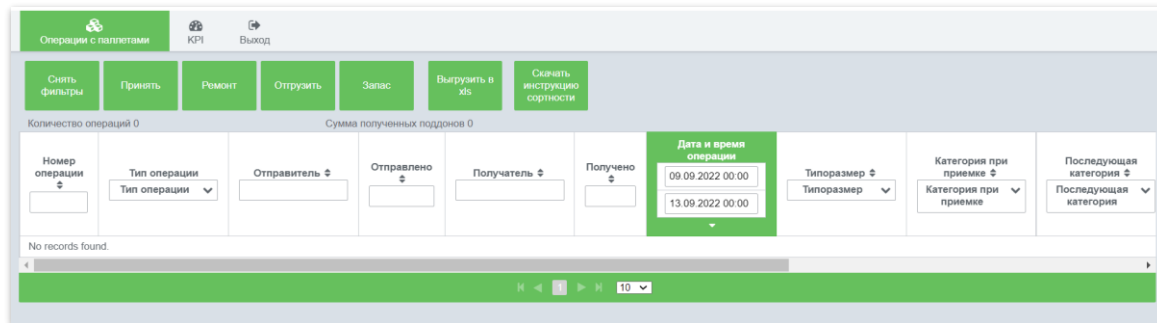 Операции с паллетами
KPI
Выход
Снять фильтры
Принять
Ремонт
Отгрузить
Запас
Выгрузить в xls
Скачать инструкцию сортности
Количество операций 0
Сумма полученных поддонов 0
Номер операции
Тип операции
Тип операции
Отправитель
Отправлено
Получатель
Получено
Дата и время операции
09.09.2022 00:00
13.09.2022 00:00
Типоразмер
Типоразмер
Категория при приемке
Категория при приемке
Последующая категория
Последующая категория
No records found.
1
10